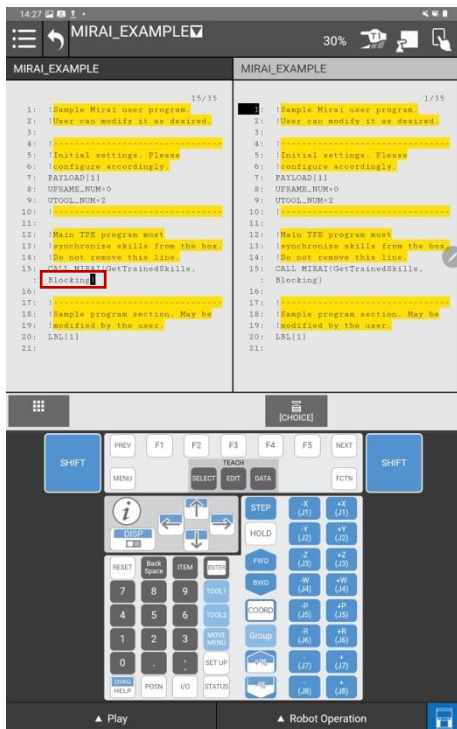 14:27
MIRAI_EXAMPLE
30%
T1
MIRAI_EXAMPLE
15/35
1: !Sample Mirai user program.
2: !User can modify it as desired.
3:
4: !--------------------------------
5: !Initial settings. Please
6: !configure accordingly.
7: PAYLOAD[1]
8: UFRAME_NUM=0
9: UTOOL_NUM=2
10: !--------------------------------
11:
12: !Main TPE program must
13: !synchronize skills from the box.
14: !Do not remove this line.
15: CALL MIRAI(GetTrainedSkills,
: Blocking)
16:
17: !--------------------------------
18: !Sample program section. May be
19: !modified by the user.
20: LBL[1]
21:
MIRAI_EXAMPLE
1/35
1: !Sample Mirai user program.
2: !User can modify it as desired.
3:
4: !--------------------------------
5: !Initial settings. Please
6: !configure accordingly.
7: PAYLOAD[1]
8: UFRAME_NUM=0
9: UTOOL_NUM=2
10: !--------------------------------
11:
12: !Main TPE program must
13: !synchronize skills from the box.
14: !Do not remove this line.
15: CALL MIRAI(GetTrainedSkills,
: Blocking)
16:
17: !--------------------------------
18: !Sample program section. May be
19: !modified by the user.
20: LBL[1]
21:
[CHOICE]
SHIFT
PREV F1 F2 F3 F4 F5 NEXT
TEACH
MENU SELECT EDIT DATA FCTN
SHIFT
i
DISP
STEP -X (J1) +X (J1)
HOLD -Y (J2) +Y (J2)
RESET Back Space ITEM ENTER FWD -Z (J3) +Z (J3)
7 8 9 TOOL1 BWD -W (J4) +W (J4)
4 5 6 TOOL2 COORD -P (J5) +P (J5)
1 2 3 MOVE MENU Group -R (J6) +R (J6)
0 . SET UP +% - (J7) + (J7)
DIAG HELP POSN I/O STATUS -% - (J8) + (J8)
Play
Robot Operation